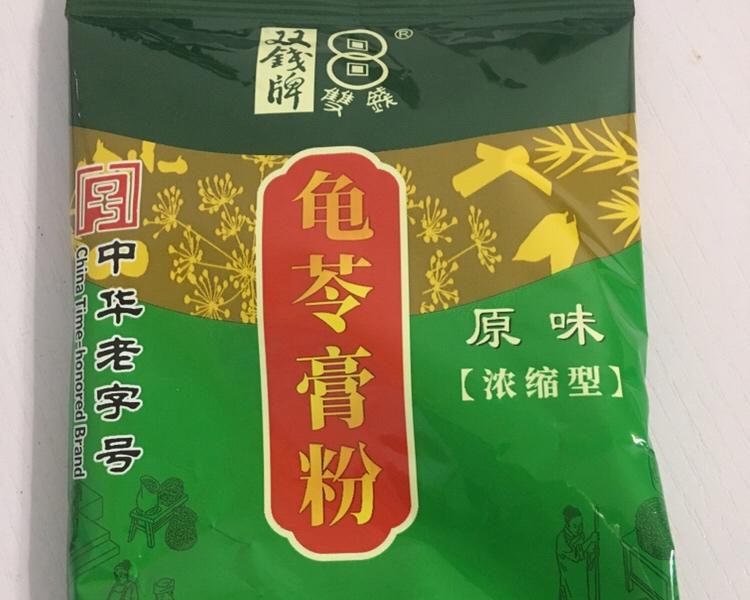 双錢牌
®
雙錢
中华老字号
China Time-honored Brand
龟苓膏粉
原味
【浓缩型】